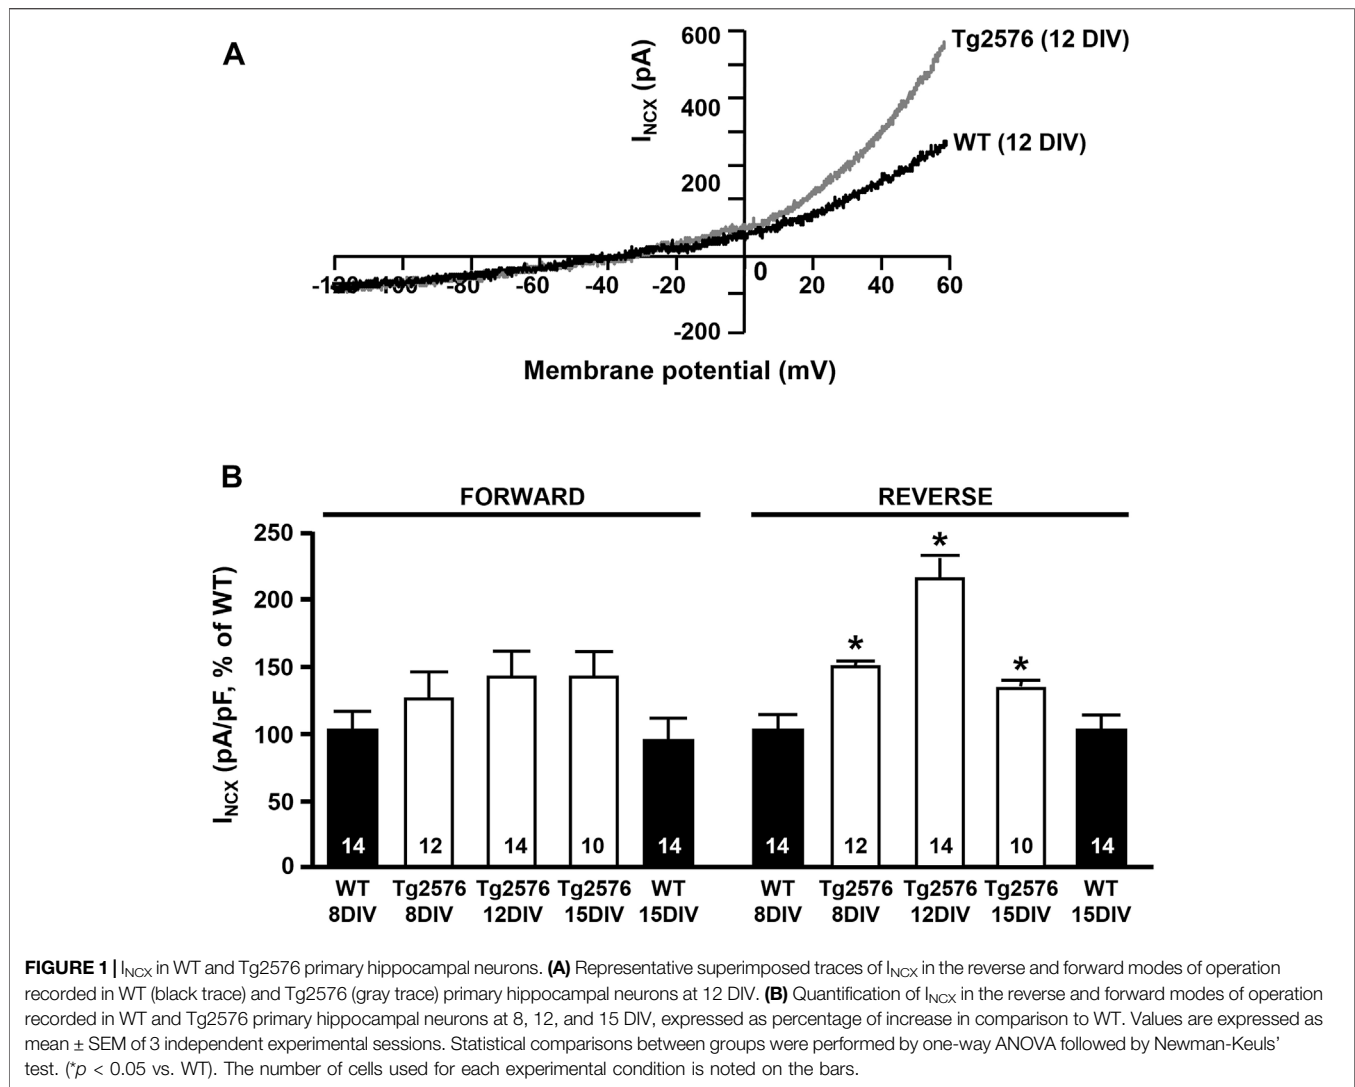 A
I_NCX (pA)
600
400
200
0
-200
-120 -100 -80 -60 -40 -20 20 40 60
Tg2576 (12 DIV)
WT (12 DIV)
Membrane potential (mV)
B
FORWARD REVERSE
I_NCX (pA/pF, % of WT)
250
200
150
100
50
0
* * *
14 12 14 10 14 14 12 14 10 14
WT Tg2576 Tg2576 Tg2576 WT WT Tg2576 Tg2576 Tg2576 WT
8DIV 8DIV 12DIV 15DIV 15DIV 8DIV 8DIV 12DIV 15DIV 15DIV
FIGURE 1 | I_NCX in WT and Tg2576 primary hippocampal neurons. (A) Representative superimposed traces of I_NCX in the reverse and forward modes of operation
recorded in WT (black trace) and Tg2576 (gray trace) primary hippocampal neurons at 12 DIV. (B) Quantification of I_NCX in the reverse and forward modes of operation
recorded in WT and Tg2576 primary hippocampal neurons at 8, 12, and 15 DIV, expressed as percentage of increase in comparison to WT. Values are expressed as
mean ± SEM of 3 independent experimental sessions. Statistical comparisons between groups were performed by one-way ANOVA followed by Newman-Keuls'
test. (*p < 0.05 vs. WT). The number of cells used for each experimental condition is noted on the bars.